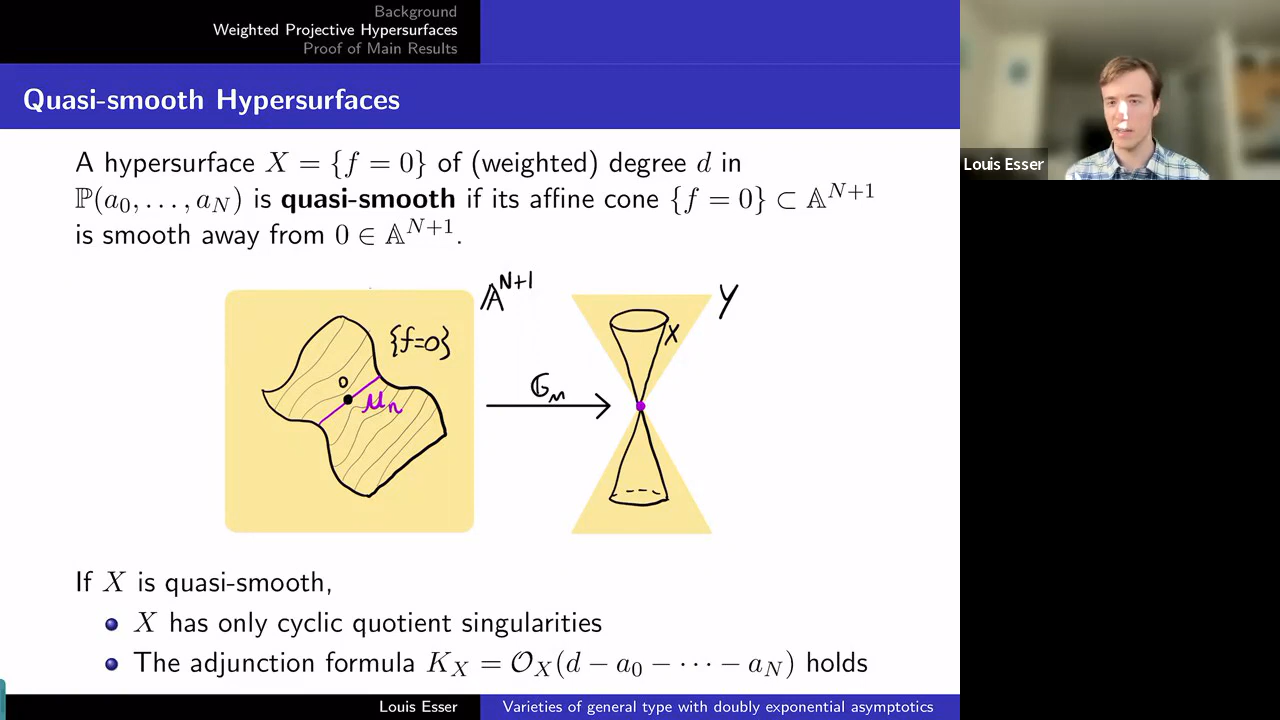 Background
Weighted Projective Hypersurfaces
Proof of Main Results
Quasi-smooth Hypersurfaces
A hypersurface X = {f = 0} of (weighted) degree d in
ℙ(a₀, …, a_N) is quasi-smooth if its affine cone {f = 0} ⊂ 𝔸^{N+1}
is smooth away from 0 ∈ 𝔸^{N+1}.
𝔸^{N+1}
{f=0}
0
μₙ
𝔾ₘ
Y
X
If X is quasi-smooth,
X has only cyclic quotient singularities
The adjunction formula K_X = 𝒪_X(d − a₀ − ⋯ − a_N) holds
Louis Esser
Varieties of general type with doubly exponential asymptotics
Louis Esser